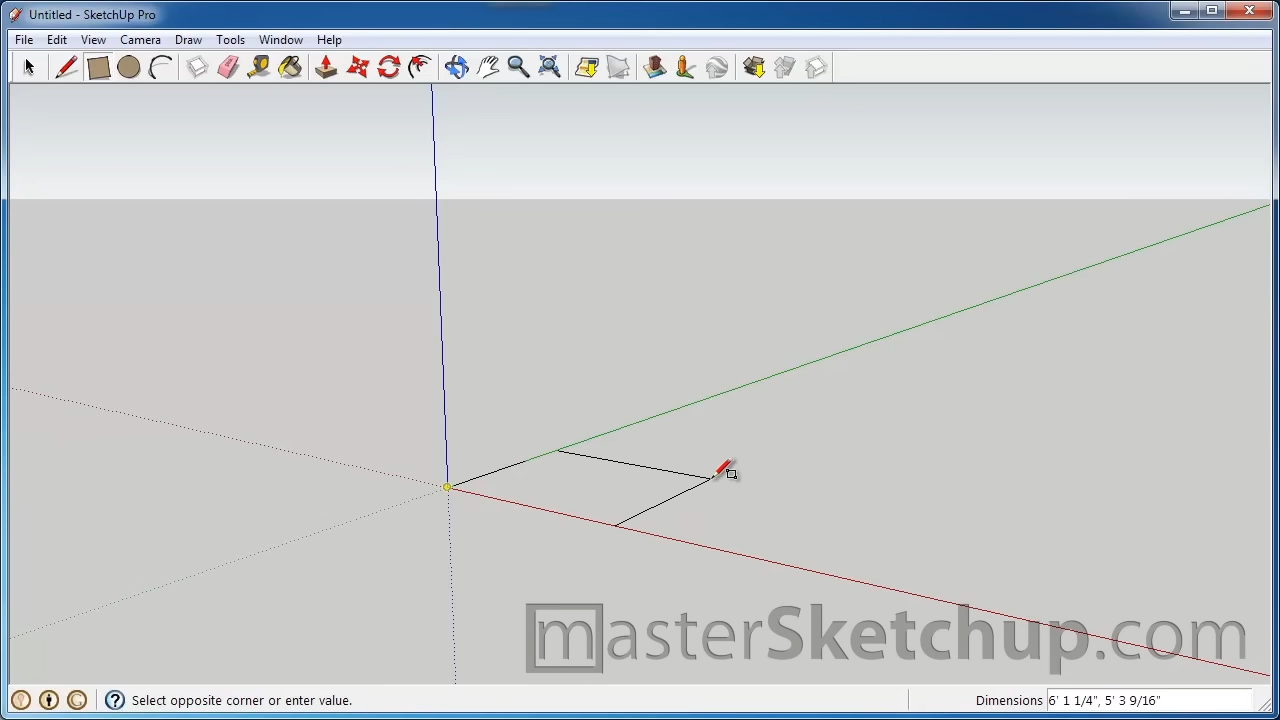 Untitled - SketchUp Pro
File Edit View Camera Draw Tools Window Help
masterSketchup.com
Select opposite corner or enter value. Dimensions 6' 1 1/4", 5' 3 9/16"